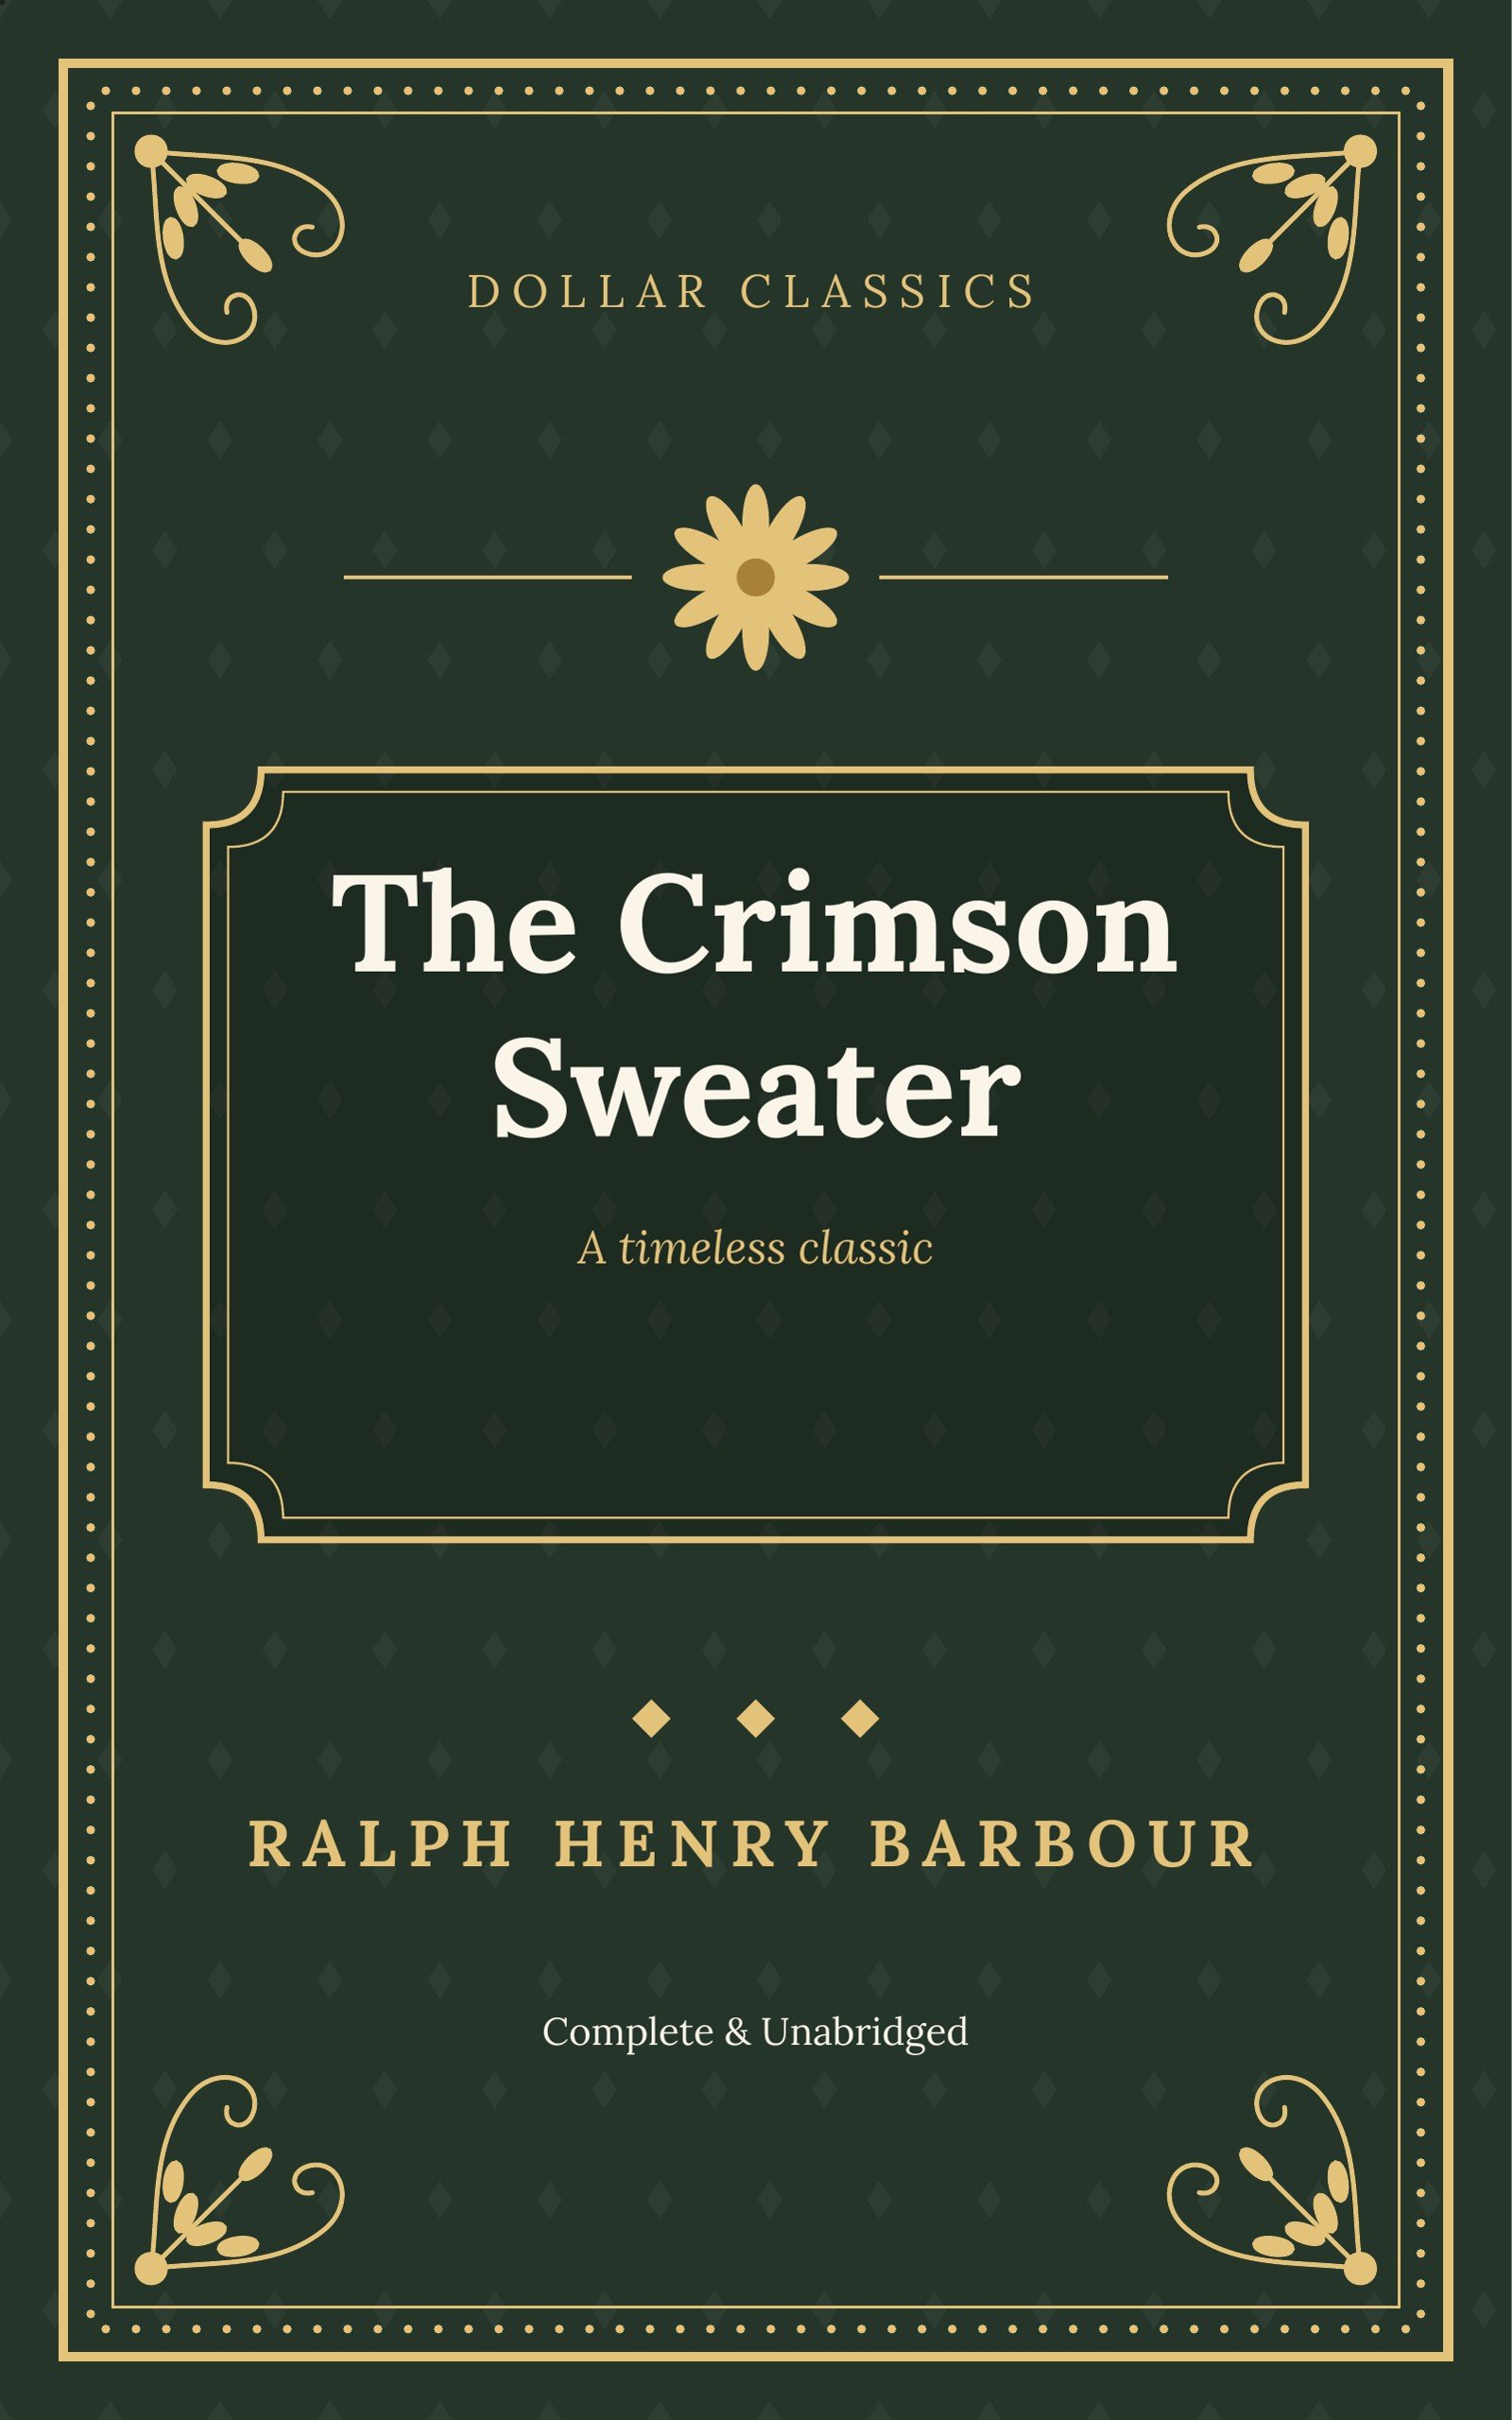 DOLLAR CLASSICS
The Crimson
Sweater
A timeless classic
RALPH HENRY BARBOUR
Complete & Unabridged